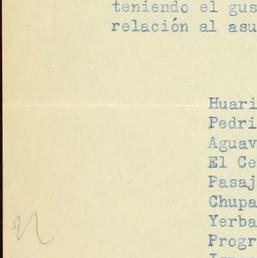 teniendo el gus
relación al asu
Huari
Pedri
Aguav
El Ce
Pasaj
Chupa
Yerba
Progr